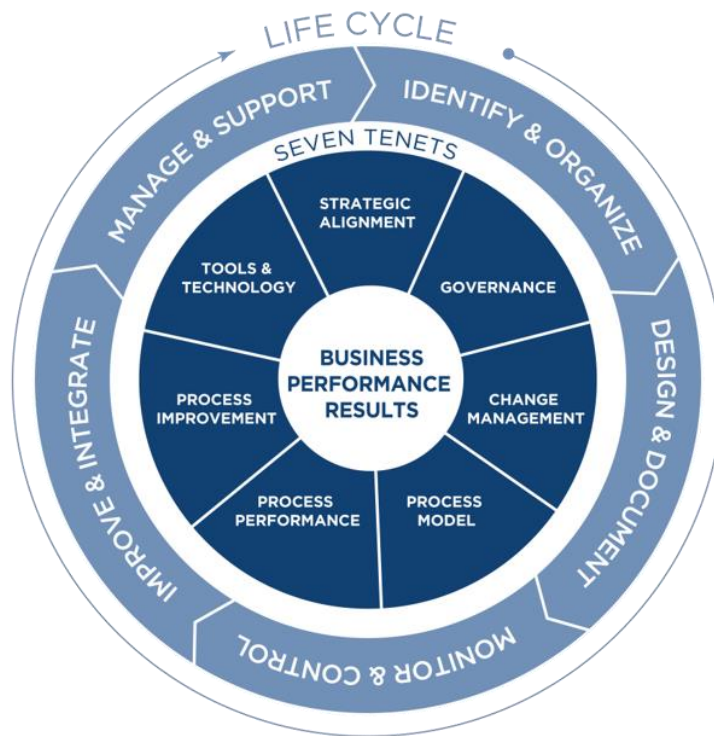 LIFE CYCLE
IDENTIFY & ORGANIZE
DESIGN & DOCUMENT
MONITOR & CONTROL
IMPROVE & INTEGRATE
MANAGE & SUPPORT
SEVEN TENETS
STRATEGIC
ALIGNMENT
GOVERNANCE
CHANGE
MANAGEMENT
PROCESS
MODEL
PROCESS
PERFORMANCE
PROCESS
IMPROVEMENT
TOOLS &
TECHNOLOGY
BUSINESS
PERFORMANCE
RESULTS